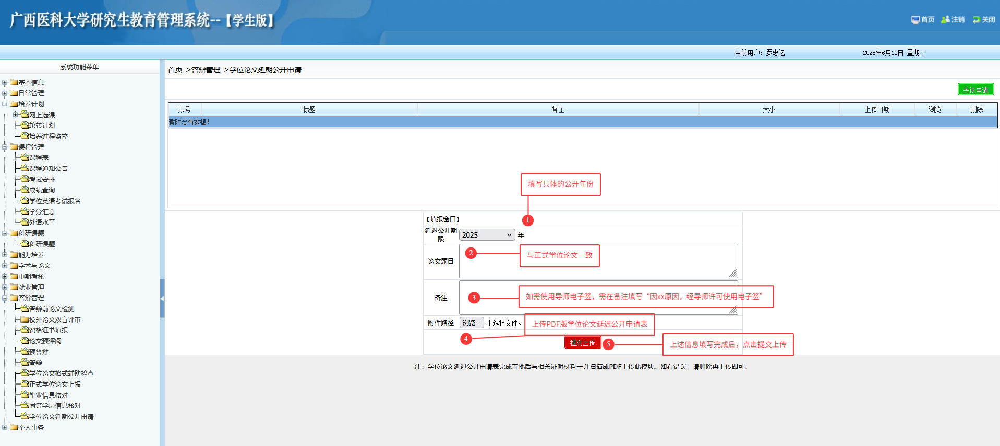 广西医科大学研究生教育管理系统--【学生版】
首页 注销 关闭
当前用户：罗忠运 2025年6月10日 星期二
系统功能菜单
基本信息
日常管理
培养计划
网上选课
轮转计划
培养过程监控
课程管理
课程表
课程通知公告
考试安排
成绩查询
学位英语考试报名
学分汇总
外语水平
科研课题
科研课题
能力培养
学术与论文
中期考核
就业管理
答辩管理
答辩前论文检测
校外论文双盲评审
资格证书填报
论文预评阅
预答辩
答辩
学位论文格式辅助检查
正式学位论文上报
毕业信息核对
同等学历信息核对
学位论文延期公开申请
个人事务
首页->答辩管理->学位论文延期公开申请
关闭申请
序号 标题 备注 大小 上传日期 浏览 删除
暂时没有数据！
填写具体的公开年份
1
【填报窗口】
延迟公开期限 2025 年
论文题目
2 与正式学位论文一致
备注
3 如需使用导师电子签，需在备注填写“因xx原因，经导师许可使用电子签”
附件路径 浏览... 未选择文件。
4 上传PDF版学位论文延迟公开申请表
提交上传
5 上述信息填写完成后，点击提交上传
注：学位论文延迟公开申请表完成审批后与相关证明材料一并扫描成PDF上传此模块。如有错误，请删除再上传即可。